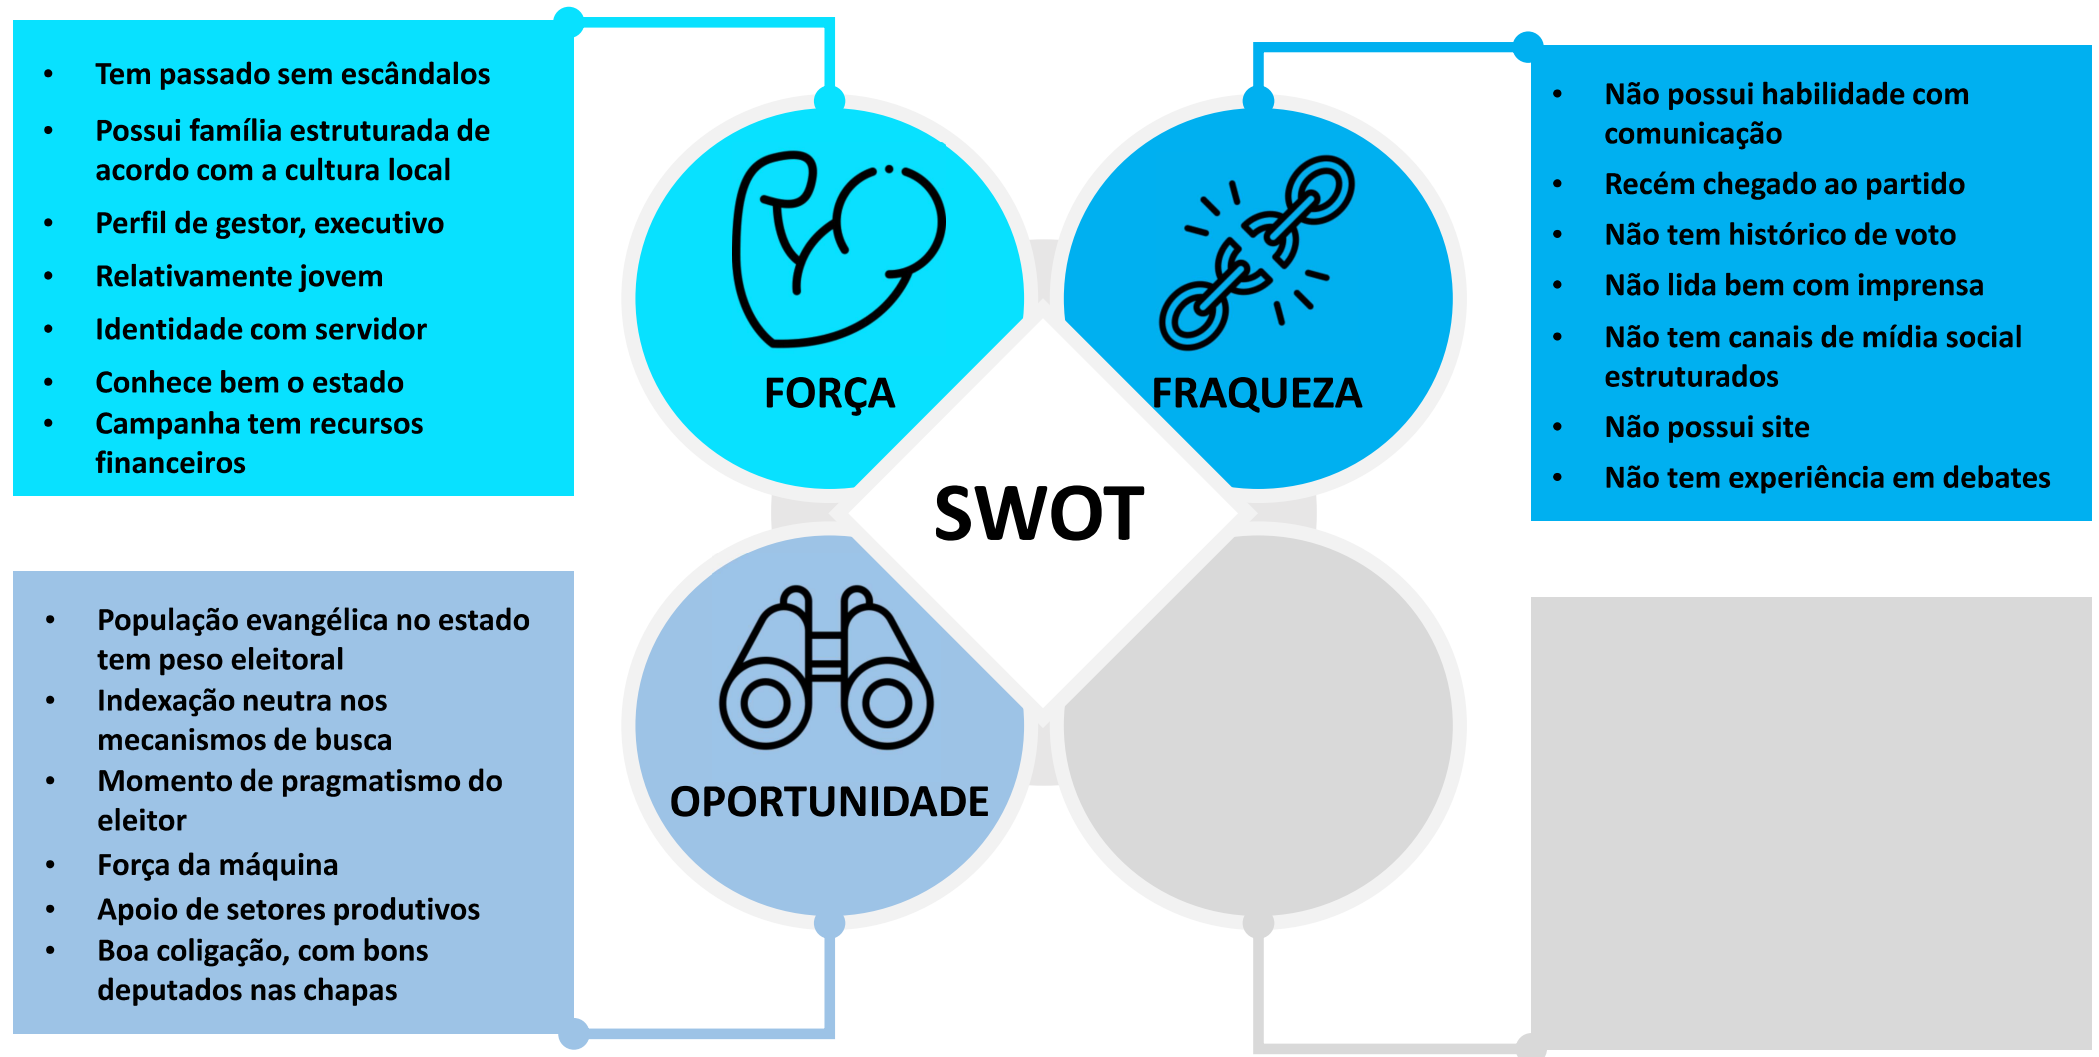 • Tem passado sem escândalos
• Possui família estruturada de
acordo com a cultura local
• Perfil de gestor, executivo
• Relativamente jovem
• Identidade com servidor
• Conhece bem o estado
• Campanha tem recursos
financeiros
FORÇA
FRAQUEZA
• Não possui habilidade com
comunicação
• Recém chegado ao partido
• Não tem histórico de voto
• Não lida bem com imprensa
• Não tem canais de mídia social
estruturados
• Não possui site
• Não tem experiência em debates
SWOT
• População evangélica no estado
tem peso eleitoral
• Indexação neutra nos
mecanismos de busca
• Momento de pragmatismo do
eleitor
• Força da máquina
• Apoio de setores produtivos
• Boa coligação, com bons
deputados nas chapas
OPORTUNIDADE